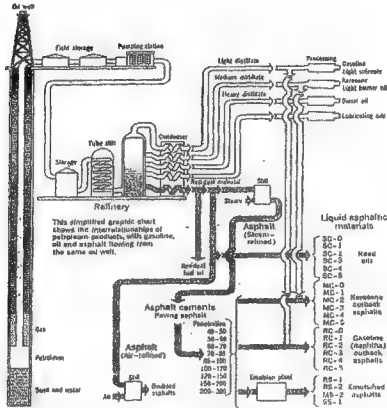 Oil well
Field storage
Pumping station
Light distillate
Processing
Gasoline
Light solvents
Medium distillate
Kerosene
Light burner oil
Heavy distillate
Diesel oil
Lubricating oils
Condenser
Tube still
Storage
Residual material
Refinery
Still
Steam
This simplified graphic chart
shows the interrelationships of
petroleum products, with gasoline,
oil and asphalt flowing from
the same oil well.
Residual
fuel oil
Asphalt
(Steam-
refined)
Liquid asphaltic
materials
SC-0
SC-1
SC-2
SC-3
SC-4
SC-5
Road
oils
Asphalt cements
Paving asphalt
Penetration
40-50
50-60
60-70
70-85
85-100
100-120
120-150
150-200
200-300
MC-0
MC-1
MC-2
MC-3
MC-4
MC-5
Kerosene
cutback
asphalts
RC-0
RC-1
RC-2
RC-3
RC-4
RC-5
Gasoline
(naphtha)
cutback
asphalts
Gas
Petroleum
Sand and water
Asphalt
(Air-refined)
Still
Air
Oxidized
asphalts
Emulsion plant
RS-1
RS-2
MS-2
SS-1
Emulsified
asphalts